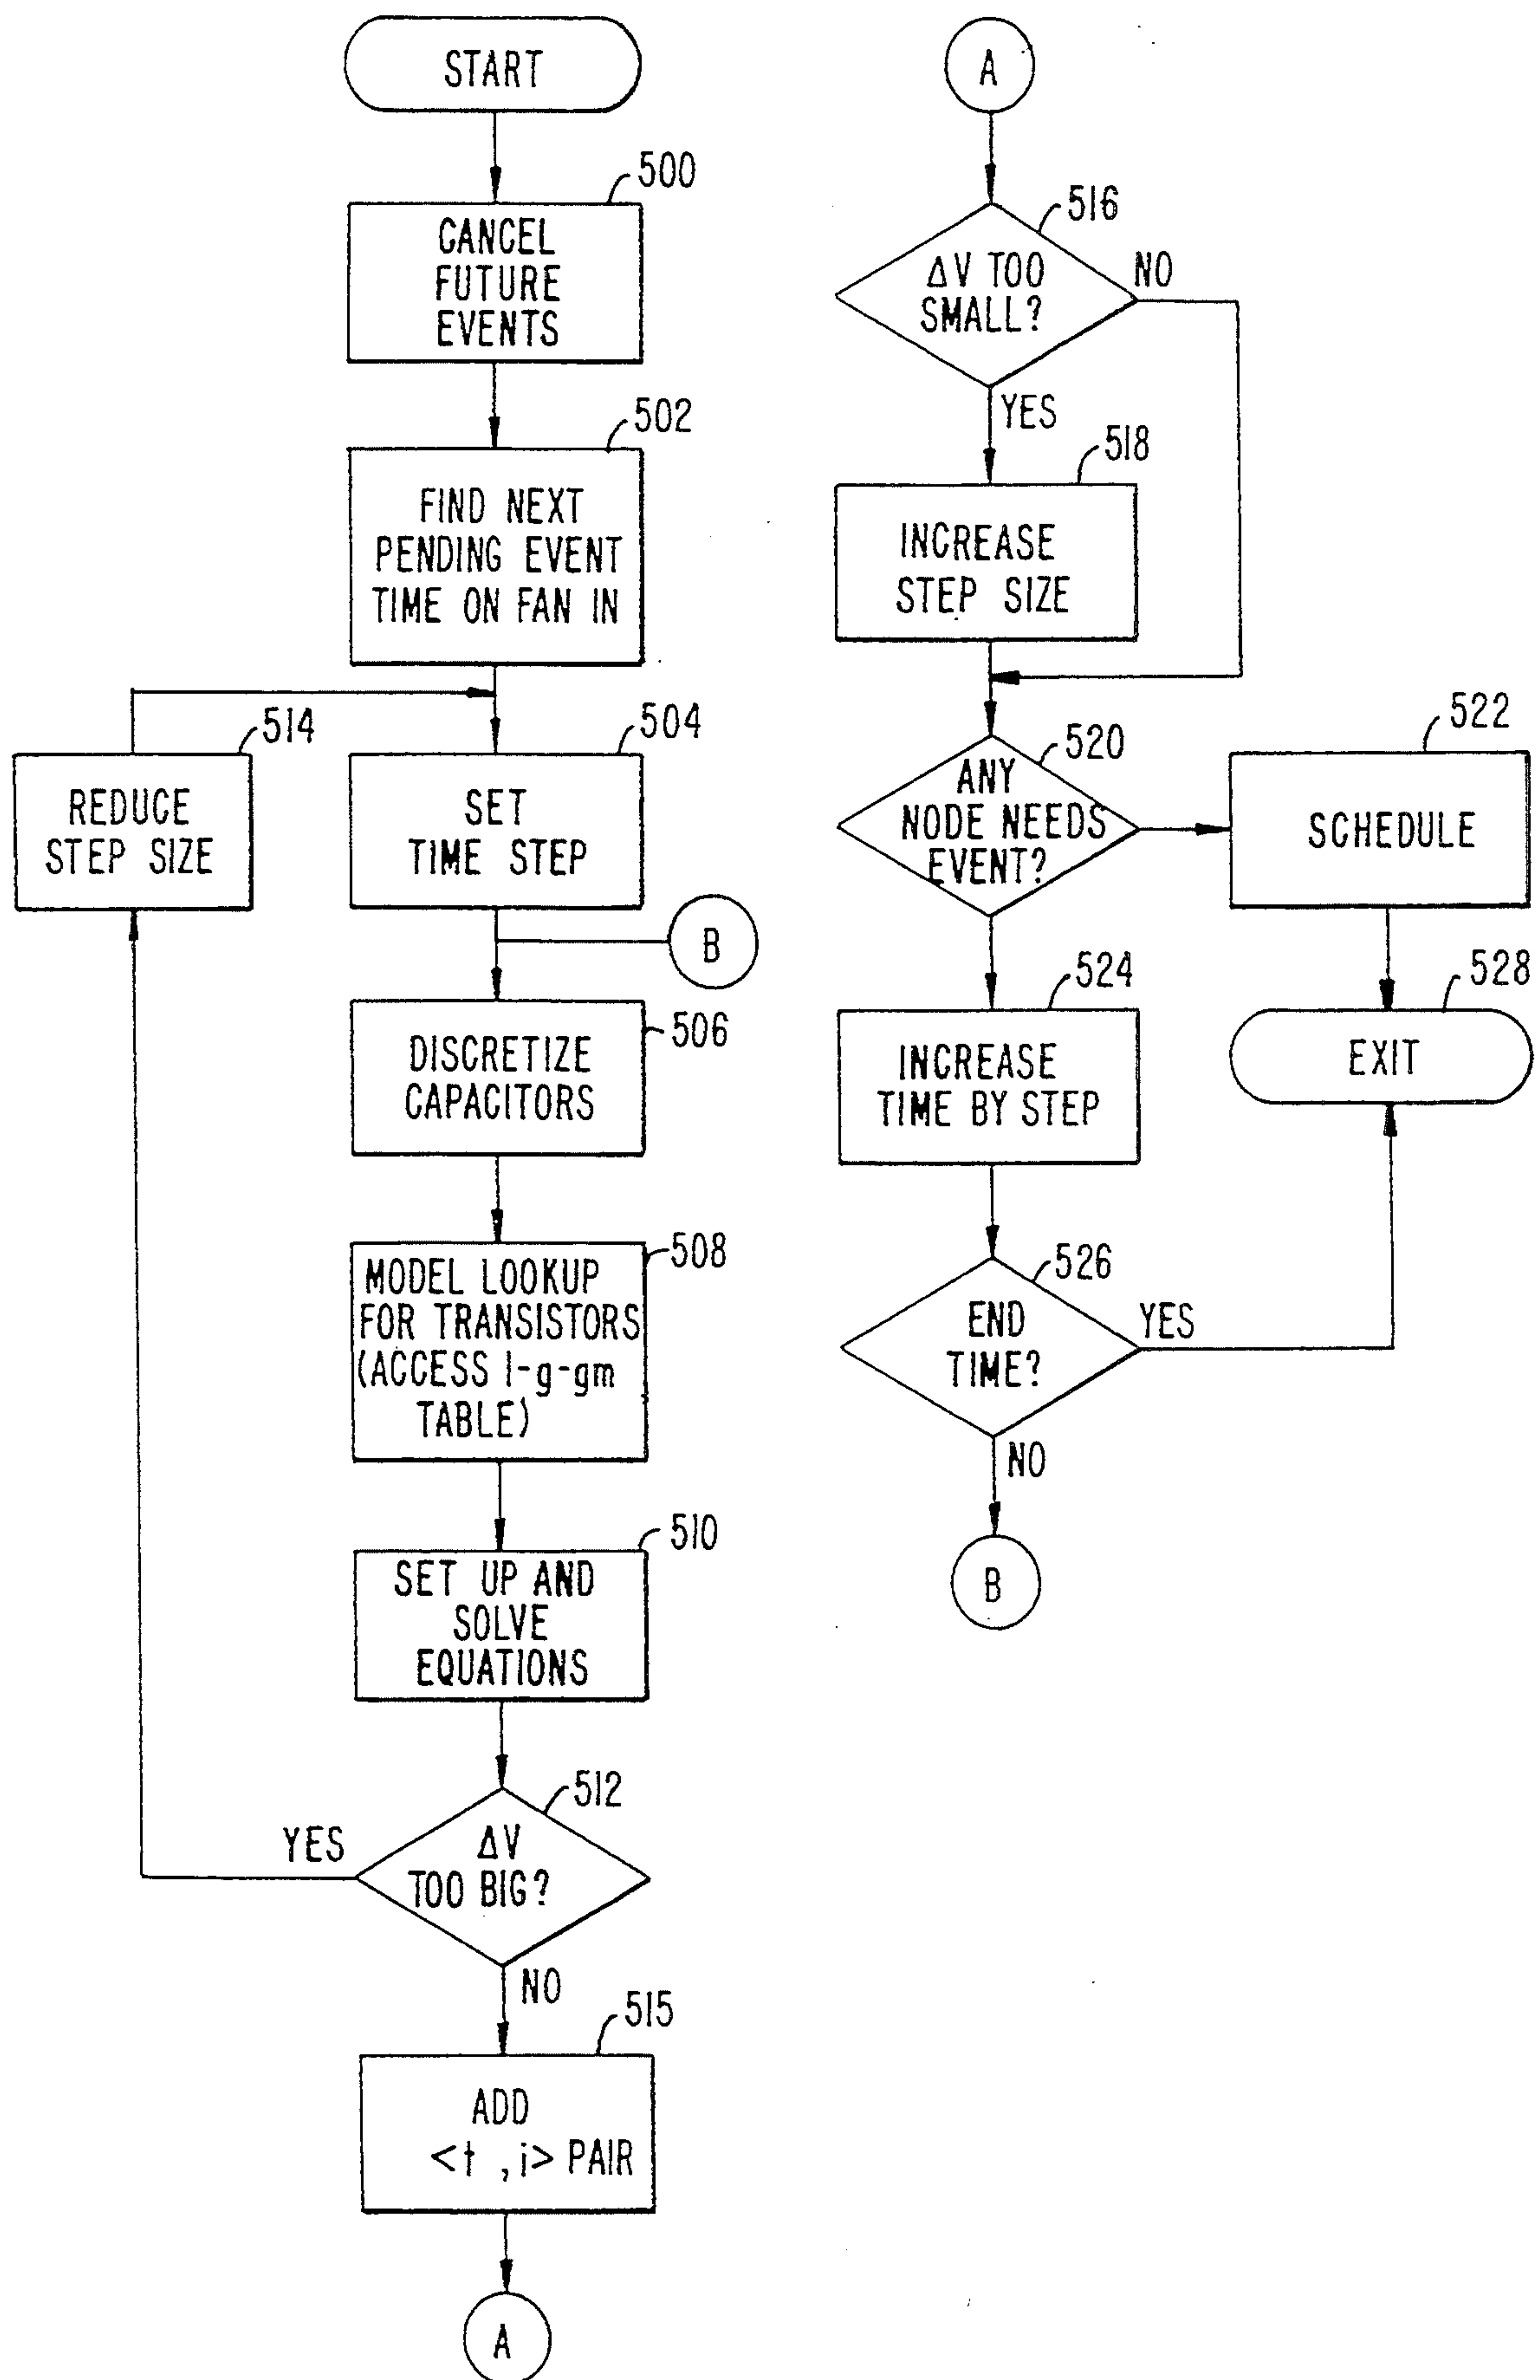 START
500
CANCEL
FUTURE
EVENTS
502
FIND NEXT
PENDING EVENT
TIME ON FAN IN
514
REDUCE
STEP SIZE
504
SET
TIME STEP
B
506
DISCRETIZE
CAPACITORS
508
MODEL LOOKUP
FOR TRANSISTORS
(ACCESS I-g-gm
TABLE)
510
SET UP AND
SOLVE
EQUATIONS
512
ΔV
TOO BIG?
YES
NO
515
ADD
<t ,i> PAIR
A
A
516
ΔV TOO
SMALL?
NO
YES
518
INCREASE
STEP SIZE
520
ANY
NODE NEEDS
EVENT?
522
SCHEDULE
524
INCREASE
TIME BY STEP
528
EXIT
526
END
TIME?
YES
NO
B